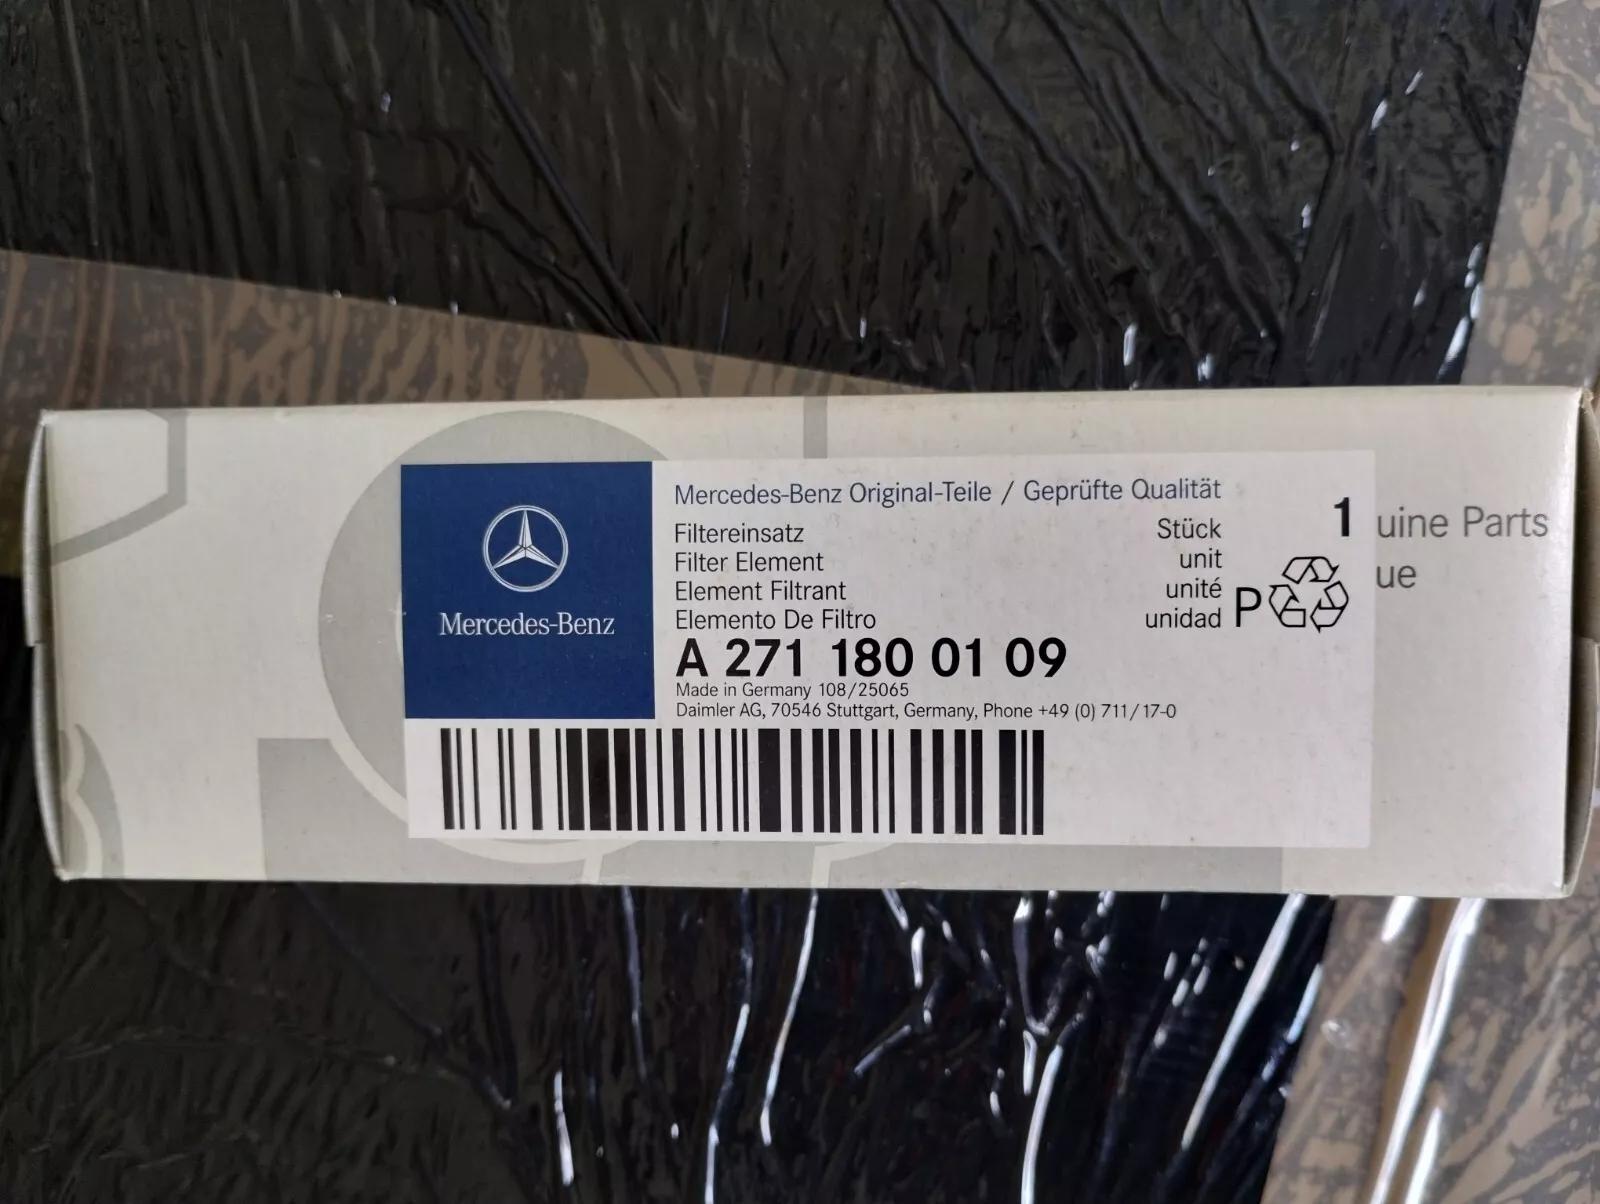 Mercedes-Benz
Mercedes-Benz Original-Teile / Geprüfte Qualität
Filtereinsatz
Filter Element
Element Filtrant
Elemento De Filtro
Stück
unit
unité
unidad
1
P
A 271 180 01 09
Made in Germany 108/25065
Daimler AG, 70546 Stuttgart, Germany, Phone +49 (0) 711/17-0
uine Parts
ue